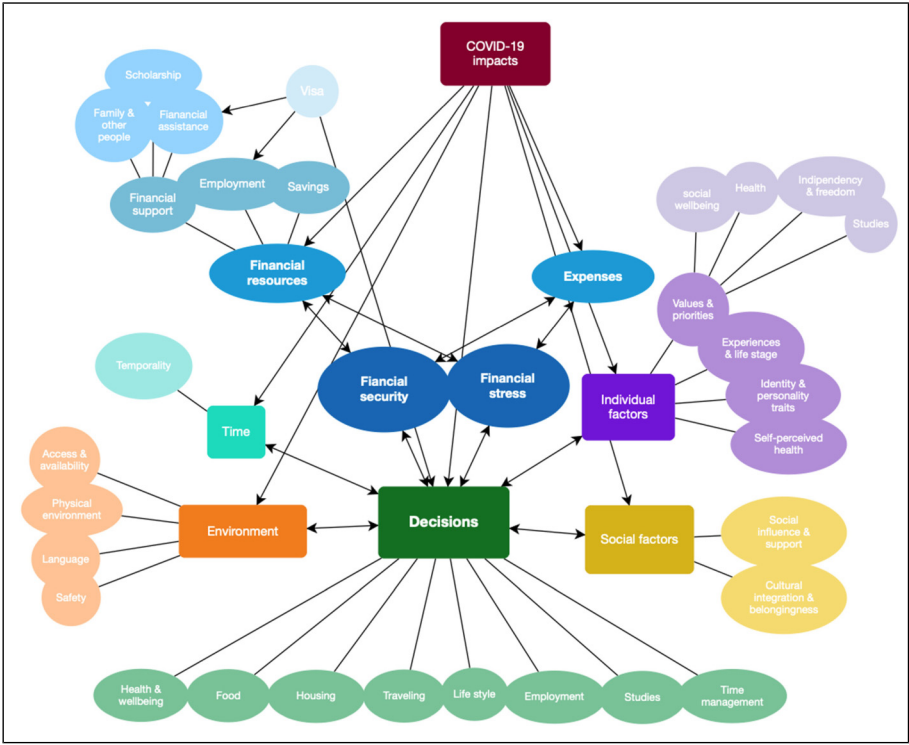 COVID-19
impacts
Scholarship
Visa
Family &
other
people
Fianancial
assistance
Employment
Savings
Financial
support
social
wellbeing
Health
Indipendency
& freedom
Studies
Financial
resources
Expenses
Values &
priorities
Experiences
& life stage
Temporality
Fiancial
security
Financial
stress
Individual
factors
Identity &
personality
traits
Time
Self-perceived
health
Access &
availability
Physical
environment
Language
Safety
Environment
Decisions
Social factors
Social
influence &
support
Cultural
integration &
belongingness
Health &
wellbeing
Food
Housing
Traveling
Life style
Employment
Studies
Time
management